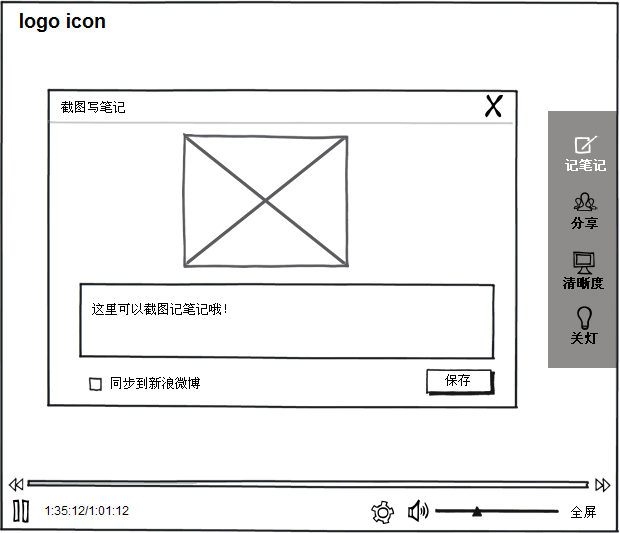 logo icon
截图写笔记
记笔记
分享
清晰度
关灯
这里可以截图记笔记哦！
同步到新浪微博
保存
1:35:12/1:01:12
全屏